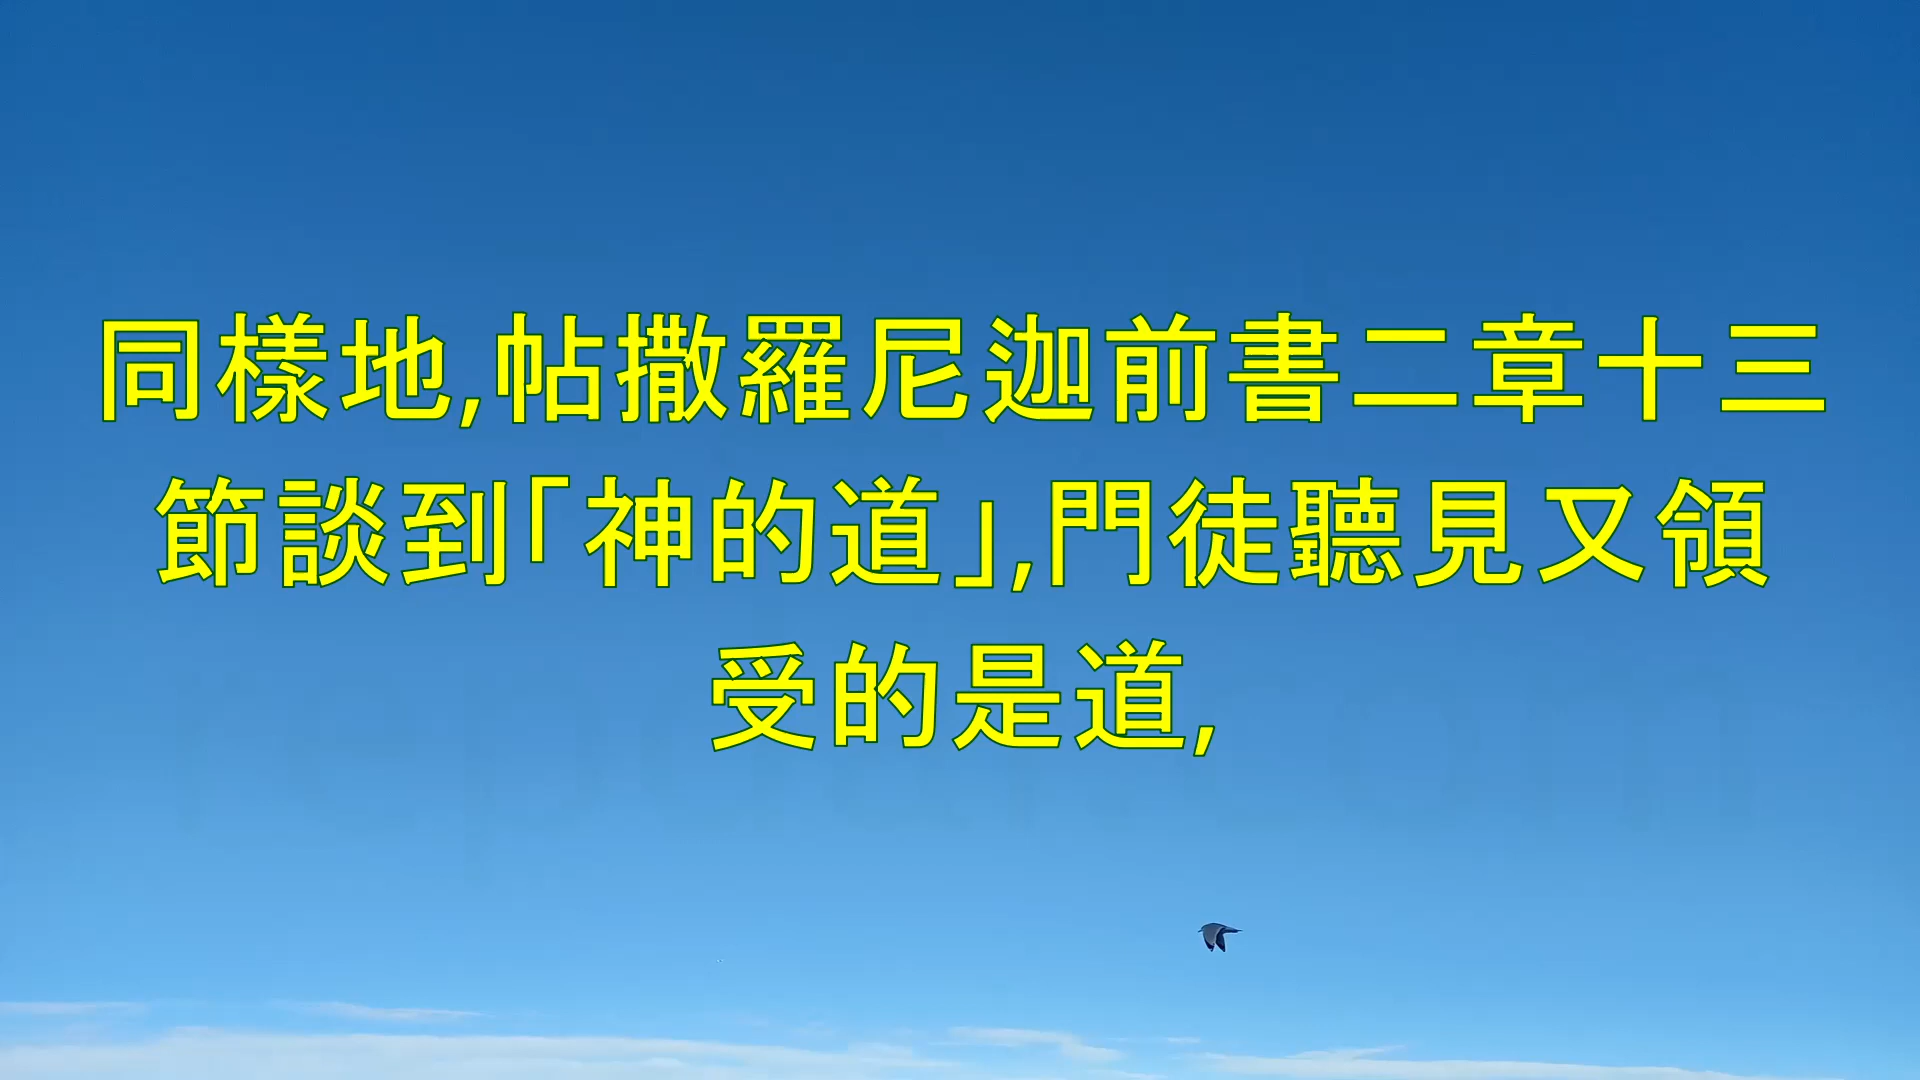 同樣地,帖撒羅尼迦前書二章十三
節談到「神的道」,門徒聽見又領
受的是道,